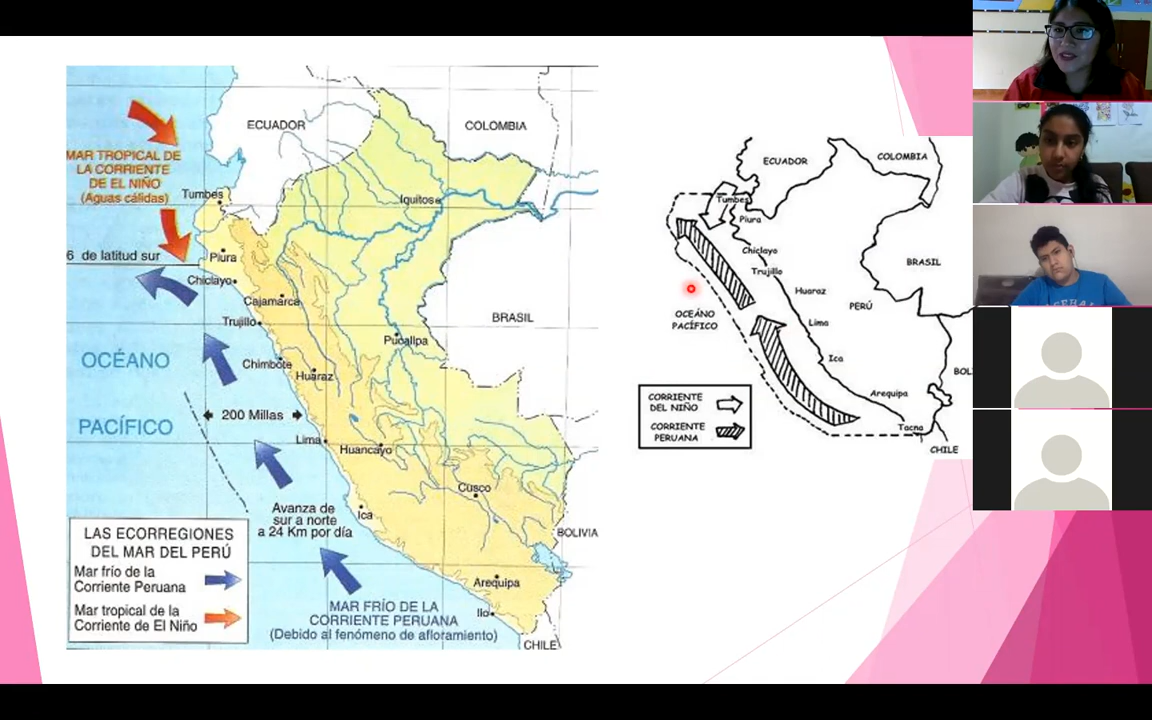 ECUADOR
COLOMBIA
MAR TROPICAL DE
LA CORRIENTE
DE EL NIÑO
(Aguas cálidas)
Tumbes
Iquitos
6 de latitud sur
Piura
Chiclayo
Cajamarca
Trujillo
BRASIL
Pucallpa
OCÉANO
Chimbote
Huaraz
200 Millas
PACÍFICO
Lima
Huancayo
Cusco
Avanza de
sur a norte
a 24 Km por día
Ica
BOLIVIA
LAS ECORREGIONES
DEL MAR DEL PERÚ
Mar frío de la
Corriente Peruana
Mar tropical de la
Corriente de El Niño
Arequipa
MAR FRÍO DE LA
CORRIENTE PERUANA
(Debido al fenómeno de afloramiento)
Ilo
CHILE
ECUADOR
COLOMBIA
Tumbes
Piura
Chiclayo
Trujillo
BRASIL
Huaraz
PERÚ
OCEÁNO
PACÍFICO
Lima
Ica
BOLI
Arequipa
CORRIENTE
DEL NIÑO
CORRIENTE
PERUANA
Tacna
CHILE